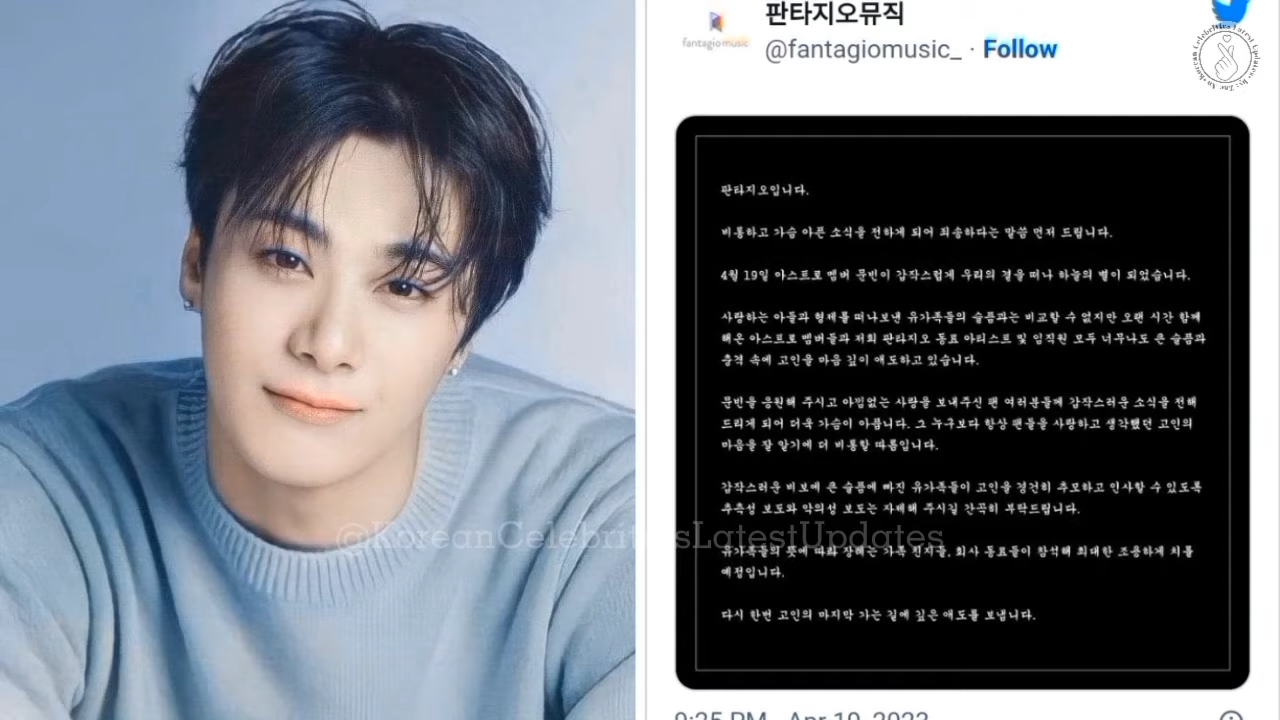 판타지오뮤직
fantagiomusic
@fantagiomusic_ · Follow
판타지오입니다.
비통하고 가슴 아픈 소식을 전하게 되어 죄송하다는 말씀 먼저 드립니다.
4월 19일 아스트로 멤버 문빈이 갑작스럽게 우리의 곁을 떠나 하늘의 별이 되었습니다.
사랑하는 아들과 형제를 떠나보낸 유가족들의 슬픔과는 비교할 수 없지만 오랜 시간 함께
해온 아스트로 멤버들과 저희 판타지오 동료 아티스트 및 임직원 모두 너무나도 큰 슬픔과
충격 속에 고인을 마음 깊이 애도하고 있습니다.
문빈을 응원해 주시고 아낌없는 사랑을 보내주신 팬 여러분들께 갑작스러운 소식을 전해
드리게 되어 더욱 가슴이 아픕니다. 그 누구보다 항상 팬들을 사랑하고 생각했던 고인의
마음을 잘 알기에 더 비통할 따름입니다.
갑작스러운 비보에 큰 슬픔에 빠진 유가족들이 고인을 경건히 추모하고 인사할 수 있도록
추측성 보도와 악의성 보도는 자제해 주시길 간곡히 부탁드립니다.
@KoreanCelebritiesLatestUpdates
유가족들의 뜻에 따라 장례는 가족 친지들, 회사 동료들이 참석해 최대한 조용하게 치를
예정입니다.
다시 한번 고인의 마지막 가는 길에 깊은 애도를 보냅니다.
9:25 PM · Apr 19, 2023